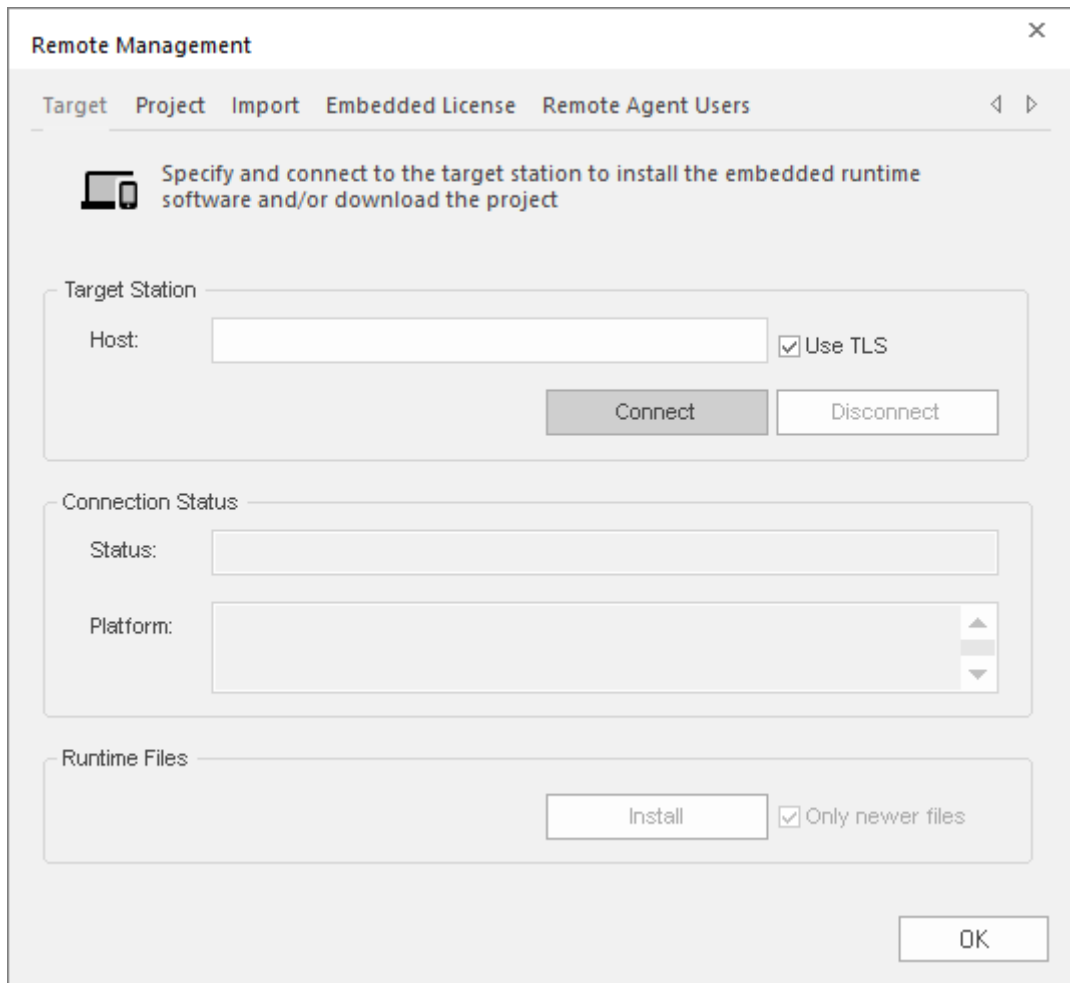 Remote Management
Target Project Import Embedded License Remote Agent Users
Specify and connect to the target station to install the embedded runtime
software and/or download the project
Target Station
Host:
Use TLS
Connect Disconnect
Connection Status
Status:
Platform:
Runtime Files
Install Only newer files
OK